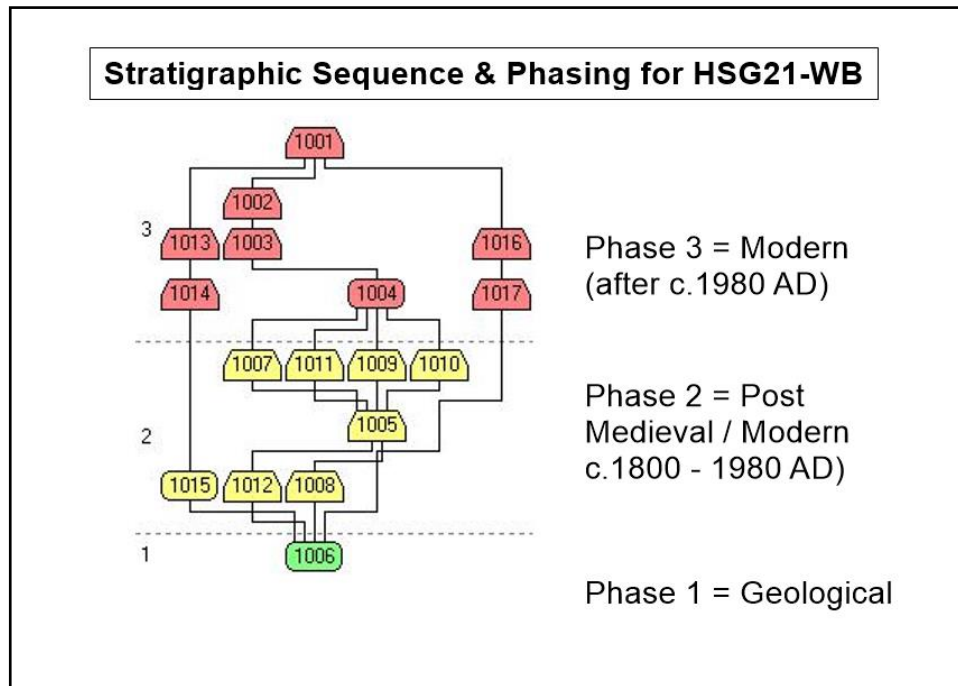 Stratigraphic Sequence & Phasing for HSG21-WB
1001
1002
3
1013 1003 1016
Phase 3 = Modern
(after c.1980 AD)
1014 1004 1017
1007 1011 1009 1010
Phase 2 = Post
Medieval / Modern
c.1800 - 1980 AD)
1005
2
1015 1012 1008
1
1006
Phase 1 = Geological